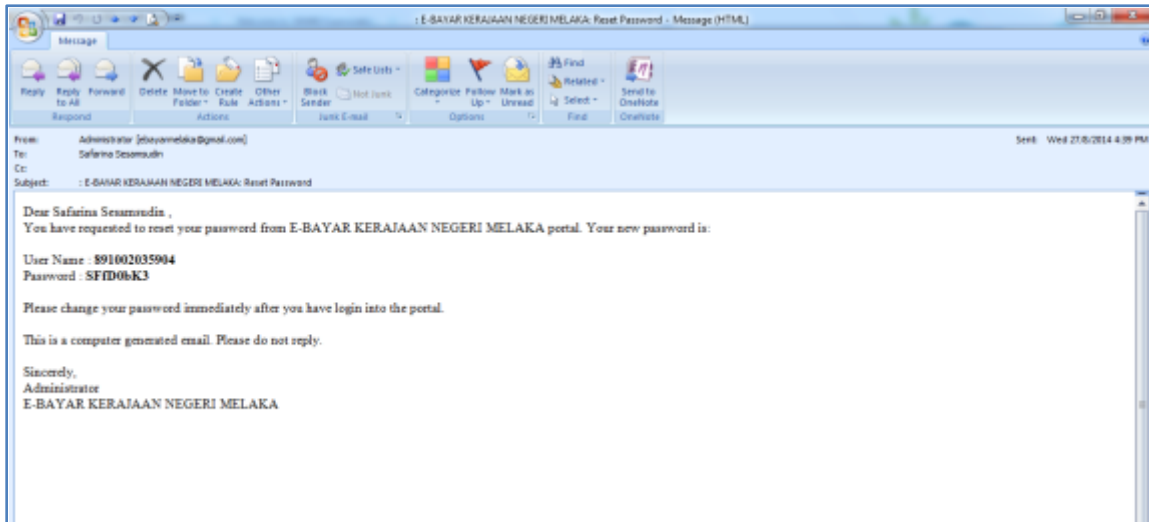 : E-BAYAR KERAJAAN NEGERI MELAKA: Reset Password - Message (HTML)
Message
Reply Reply to All Forward Delete Move to Folder Create Rule Other Actions Block Sender Safe Lists Not Junk Categorize Follow Up Mark as Unread Find Related Select Send to OneNote
Respond Actions Junk E-mail Options Find OneNote
From: Administrator [ebayarmelaka@gmail.com] Sent: Wed 27/8/2014 4:39 PM
To: Safarina Sesamsudin
Cc:
Subject: : E-BAYAR KERAJAAN NEGERI MELAKA: Reset Password
Dear Safarina Sesamsudin ,
You have requested to reset your password from E-BAYAR KERAJAAN NEGERI MELAKA portal. Your new password is:
User Name : 891002035904
Password : SFfD0bK3
Please change your password immediately after you have login into the portal.
This is a computer generated email. Please do not reply.
Sincerely,
Administrator
E-BAYAR KERAJAAN NEGERI MELAKA